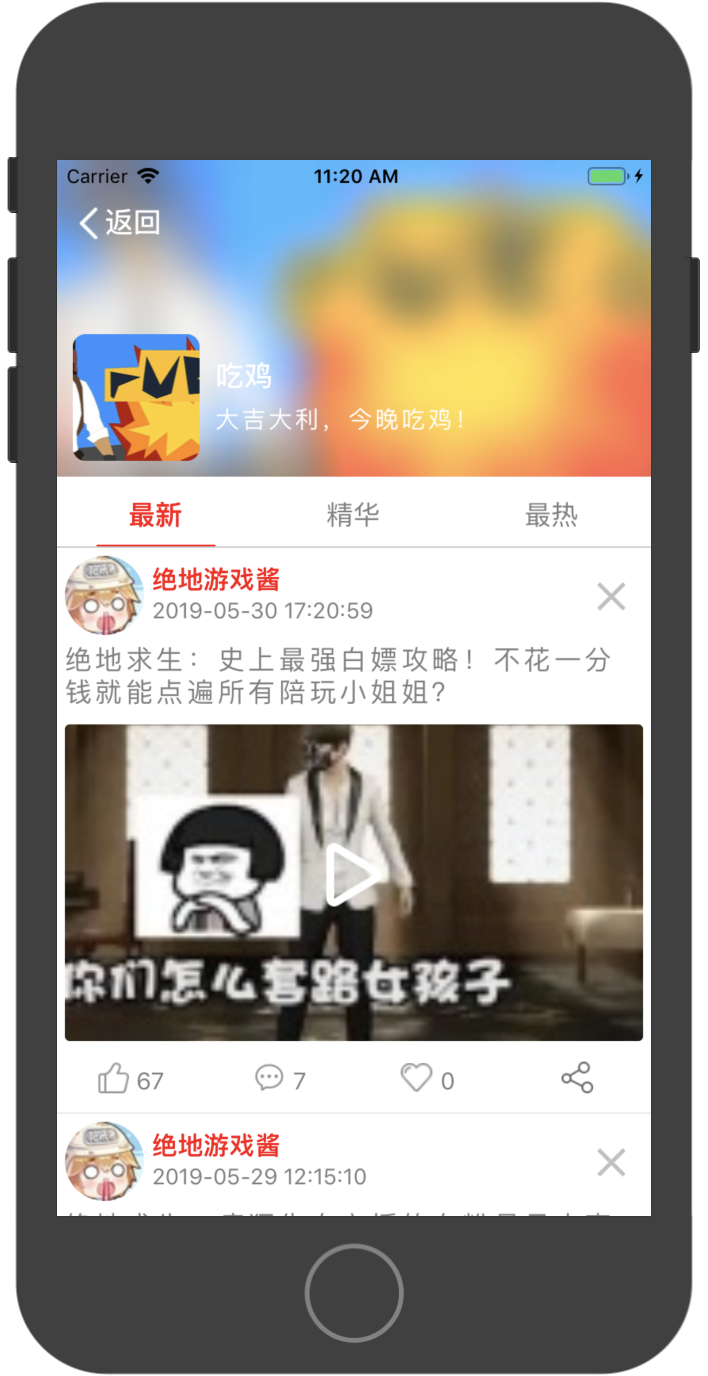 Carrier 11:20 AM
返回
吃鸡
大吉大利，今晚吃鸡！
最新 精华 最热
绝地游戏酱
2019-05-30 17:20:59
绝地求生：史上最强白嫖攻略！不花一分
钱就能点遍所有陪玩小姐姐？
你们怎么套路女孩子
67 7 0
绝地游戏酱
2019-05-29 12:15:10